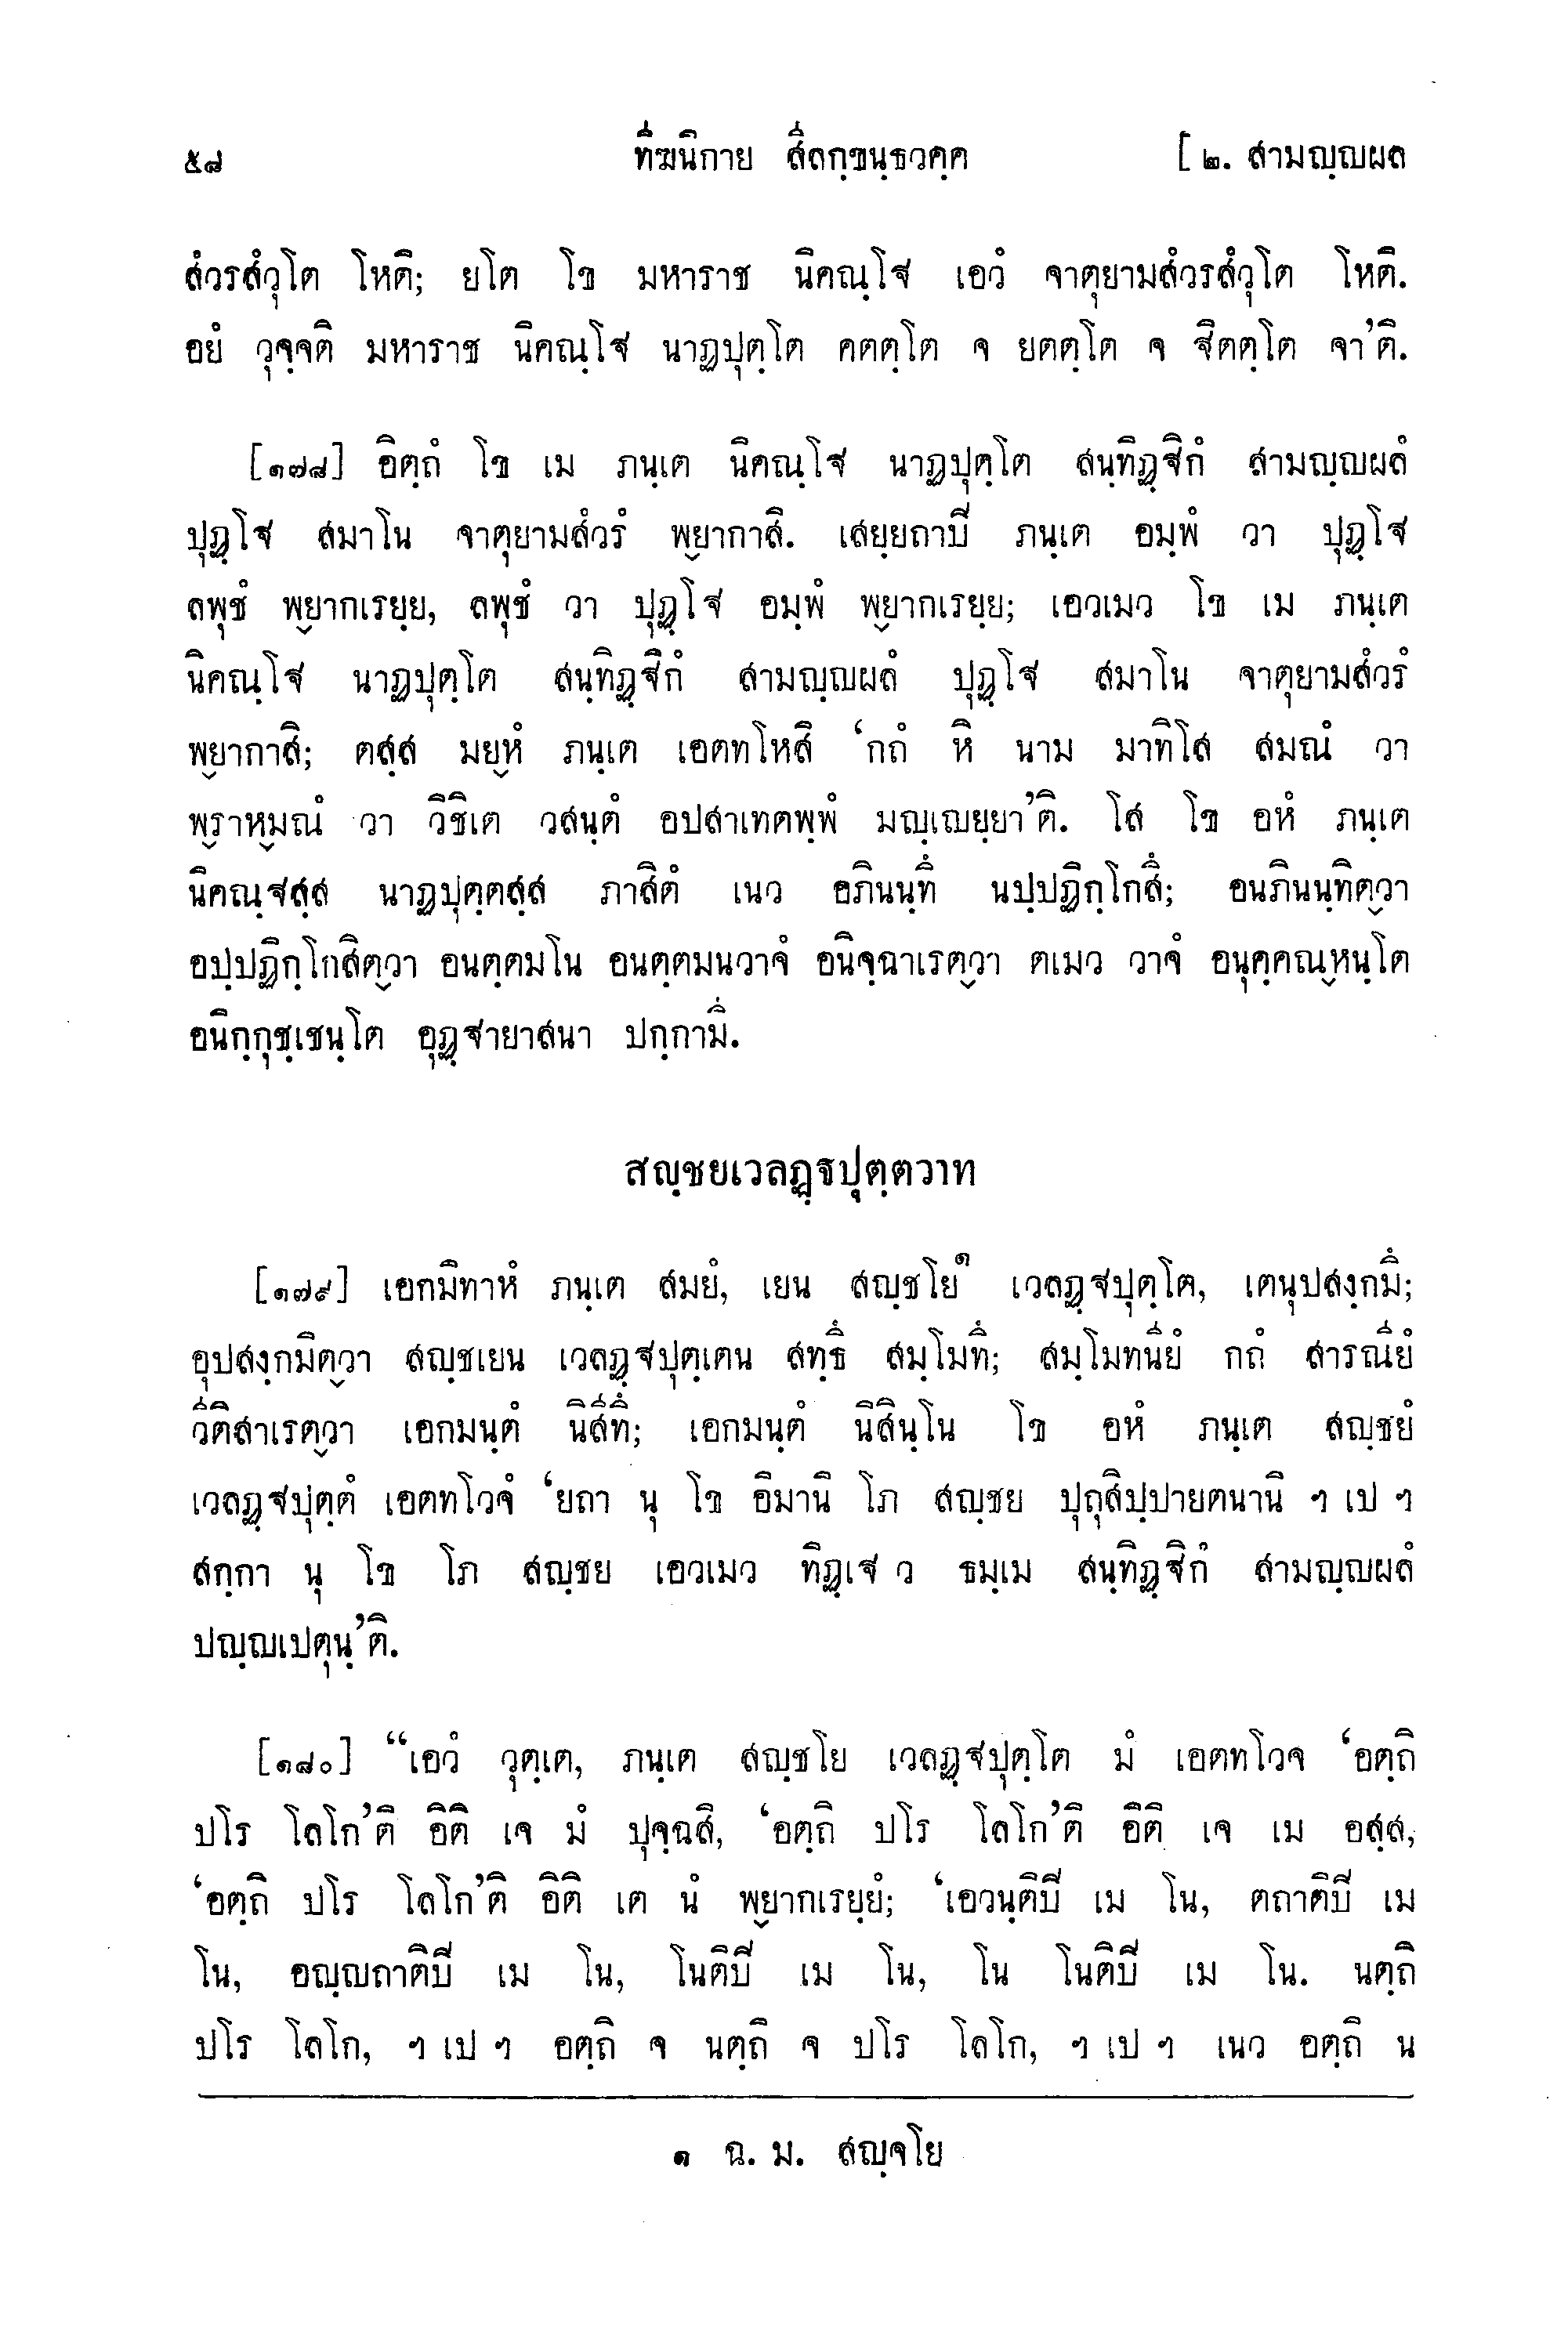 ๕๘ ทีฆนิกาย สีลกฺขนฺธวคฺค [ ๒. สามญฺญผล
สํวรสํวุโต โหติ; ยโต โข มหาราช นิคณฺโฐ เอวํ จาตุยามสํวรสํวุโต โหติ.
อยํ วุจฺจติ มหาราช นิคณฺโฐ นาฏปุตฺโต คตตฺโต จ ยตตฺโต จ ฐิตตฺโต จา’ติ.
[๑๗๘] อิตฺถํ โข เม ภนฺเต นิคณฺโฐ นาฏปุตฺโต สนฺทิฏฺฐิกํ สามญฺญผลํ
ปุฏฺโฐ สมาโน จาตุยามสํวรํ พฺยากาสิ. เสยฺยถาปิ ภนฺเต อมฺพํ วา ปุฏฺโฐ
ลพุชํ พฺยากเรยฺย, ลพุชํ วา ปุฏฺโฐ อมฺพํ พฺยากเรยฺย; เอวเมว โข เม ภนฺเต
นิคณฺโฐ นาฏปุตฺโต สนฺทิฏฺฐิกํ สามญฺญผลํ ปุฏฺโฐ สมาโน จาตุยามสํวรํ
พฺยากาสิ; ตสฺส มยฺหํ ภนฺเต เอตทโหสิ ‘กถํ หิ นาม มาทิโส สมณํ วา
พฺราหฺมณํ วา วิชิเต วสนฺตํ อปสาเทตพฺพํ มญฺเญยฺยา’ติ. โส โข อหํ ภนฺเต
นิคณฺฐสฺส นาฏปุตฺตสฺส ภาสิตํ เนว อภินนฺทึ นปฺปฏิกฺโกสึ; อนภินนฺทิตฺวา
อปฺปฏิกฺโกสิตฺวา อนตฺตมโน อนตฺตมนวาจํ อนิจฺฉาเรตฺวา ตเมว วาจํ อนุคฺคณฺหนฺโต
อนิกฺกุชฺเชนฺโต อุฏฺฐายาสนา ปกฺกามึ.
สญฺชยเวลฏฺฐปุตฺตวาท
[๑๗๙] เอกมิทาหํ ภนฺเต สมยํ, เยน สญฺชโย๑ เวลฏฺฐปุตฺโต, เตนุปสงฺกมึ;
อุปสงฺกมิตฺวา สญฺชเยน เวลฏฺฐปุตฺเตน สทฺธึ สมฺโมทึ; สมฺโมทนียํ กถํ สารณียํ
วีติสาเรตฺวา เอกมนฺตํ นิสีทึ; เอกมนฺตํ นิสินฺโน โข อหํ ภนฺเต สญฺชยํ
เวลฏฺฐปุตฺตํ เอตทโวจํ ‘ยถา นุ โข อิมานิ โภ สญฺชย ปุถุสิปฺปายตนานิ ฯ เป ฯ
สกฺกา นุ โข โภ สญฺชย เอวเมว ทิฏฺเฐ ว ธมฺเม สนฺทิฏฺฐิกํ สามญฺญผลํ
ปญฺญเปตุนฺ’ติ.
[๑๘๐] “เอวํ วุตฺเต, ภนฺเต สญฺชโย เวลฏฺฐปุตฺโต มํ เอตทโวจ ‘อตฺถิ
ปโร โลโก’ติ อิติ เจ มํ ปุจฺฉสิ, ‘อตฺถิ ปโร โลโก’ติ อิติ เจ เม อสฺส,
‘อตฺถิ ปโร โลโก’ติ อิติ เต นํ พฺยากเรยฺยํ; ‘เอวนฺติปิ เม โน, ตถาติปิ เม
โน, อญฺญถาติปิ เม โน, โนติปิ เม โน, โน โนติปิ เม โน. นตฺถิ
ปโร โลโก, ฯ เป ฯ อตฺถิ จ นตฺถิ จ ปโร โลโก, ฯ เป ฯ เนว อตฺถิ น
๑ ฉ. ม. สญฺจโย